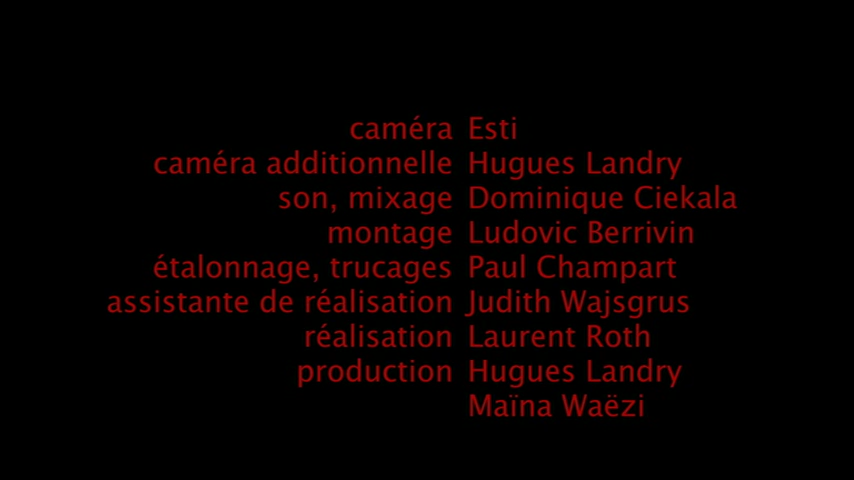 caméra Esti
caméra additionnelle Hugues Landry
son, mixage Dominique Ciekala
montage Ludovic Berrivin
étalonnage, trucages Paul Champart
assistante de réalisation Judith Wajsgrus
réalisation Laurent Roth
production Hugues Landry
Maïna Waëzi